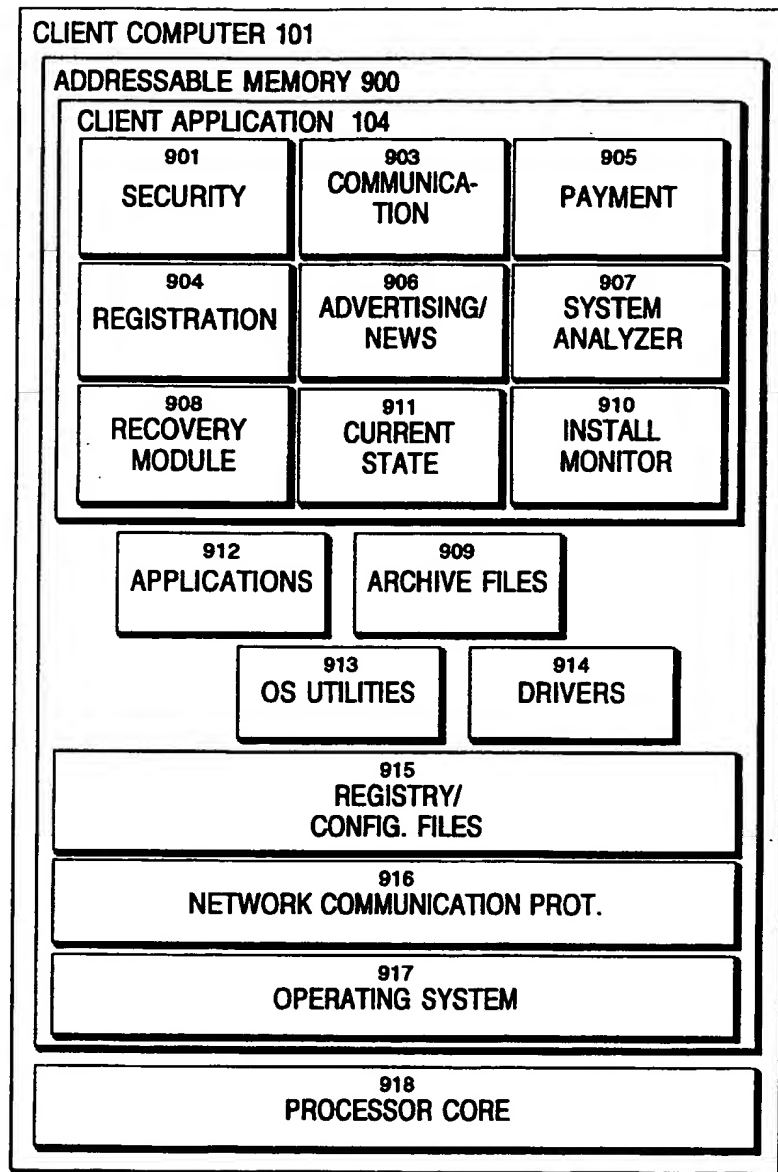 CLIENT COMPUTER 101
ADDRESSABLE MEMORY 900
CLIENT APPLICATION 104
901
SECURITY
903
COMMUNICA-
TION
905
PAYMENT
904
REGISTRATION
906
ADVERTISING/
NEWS
907
SYSTEM
ANALYZER
908
RECOVERY
MODULE
911
CURRENT
STATE
910
INSTALL
MONITOR
912
APPLICATIONS
909
ARCHIVE FILES
913
OS UTILITIES
914
DRIVERS
915
REGISTRY/
CONFIG. FILES
916
NETWORK COMMUNICATION PROT.
917
OPERATING SYSTEM
918
PROCESSOR CORE